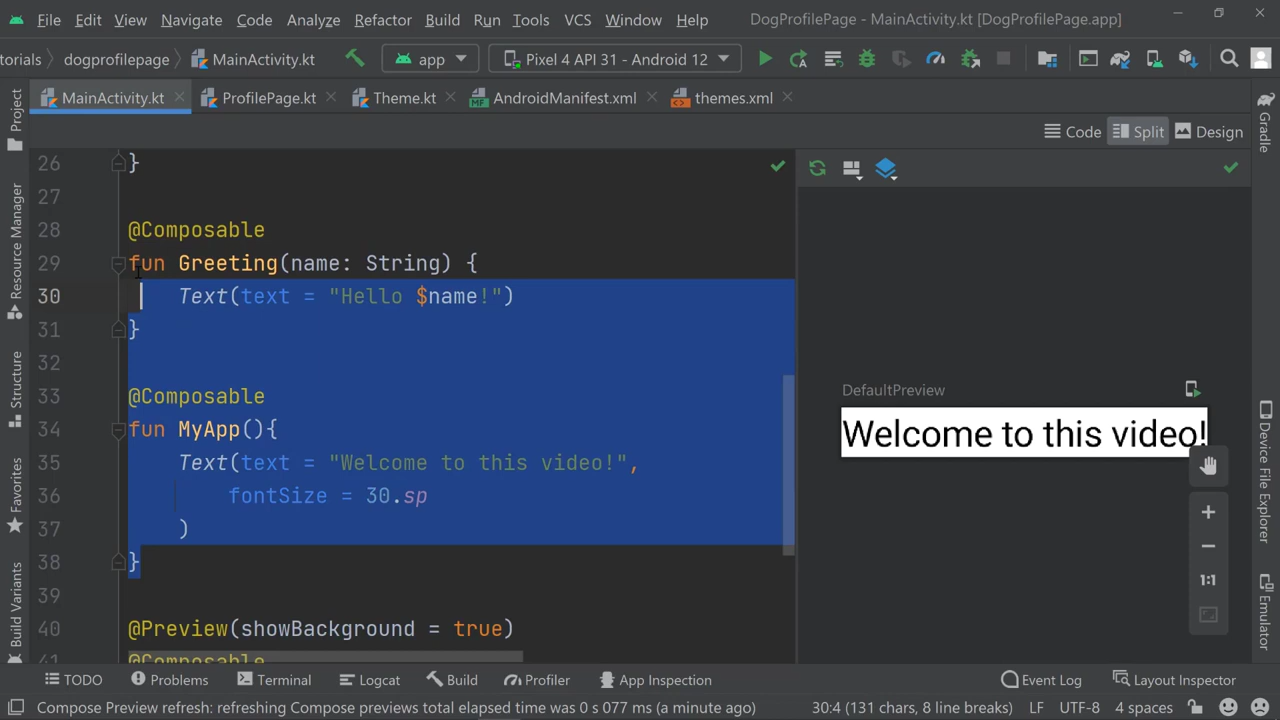 File Edit View Navigate Code Analyze Refactor Build Run Tools VCS Window Help DogProfilePage - MainActivity.kt [DogProfilePage.app]
torials dogprofilepage MainActivity.kt app Pixel 4 API 31 - Android 12
MainActivity.kt ProfilePage.kt Theme.kt AndroidManifest.xml themes.xml
Code Split Design
Project
Resource Manager
Structure
Favorites
Build Variants
26 }
27
28 @Composable
29 fun Greeting(name: String) {
30 Text(text = "Hello $name!")
31 }
32
33 @Composable
34 fun MyApp(){
35 Text(text = "Welcome to this video!",
36 fontSize = 30.sp
37 )
38 }
39
40 @Preview(showBackground = true)
41 @Composable
DefaultPreview
Welcome to this video!
1:1
Gradle
Device File Explorer
Emulator
TODO Problems Terminal Logcat Build Profiler App Inspection Event Log Layout Inspector
Compose Preview refresh: refreshing Compose previews total elapsed time was 0 s 077 ms (a minute ago) 30:4 (131 chars, 8 line breaks) LF UTF-8 4 spaces